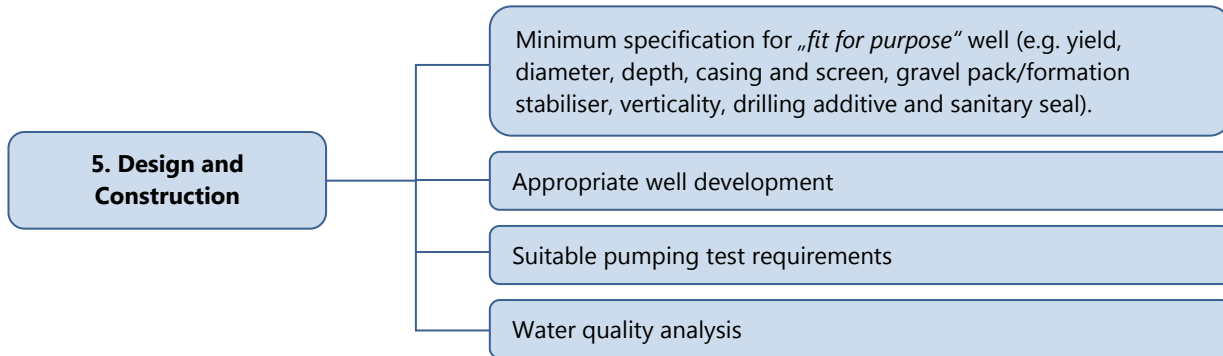 5. Design and
Construction
Minimum specification for „fit for purpose“ well (e.g. yield,
diameter, depth, casing and screen, gravel pack/formation
stabiliser, verticality, drilling additive and sanitary seal).
Appropriate well development
Suitable pumping test requirements
Water quality analysis